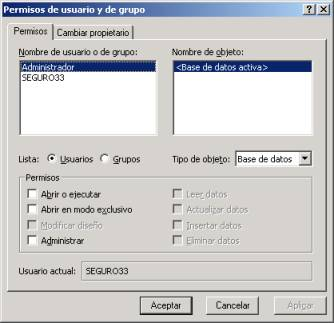 Permisos de usuario y de grupo
Permisos Cambiar propietario
Nombre de usuario o de grupo: Nombre de objeto:
Administrador <Base de datos activa>
SEGURO33
Lista: Usuarios Grupos Tipo de objeto: Base de datos
Permisos
Abrir o ejecutar Leer datos
Abrir en modo exclusivo Actualizar datos
Modificar diseño Insertar datos
Administrar Eliminar datos
Usuario actual: SEGURO33
Aceptar Cancelar Aplicar